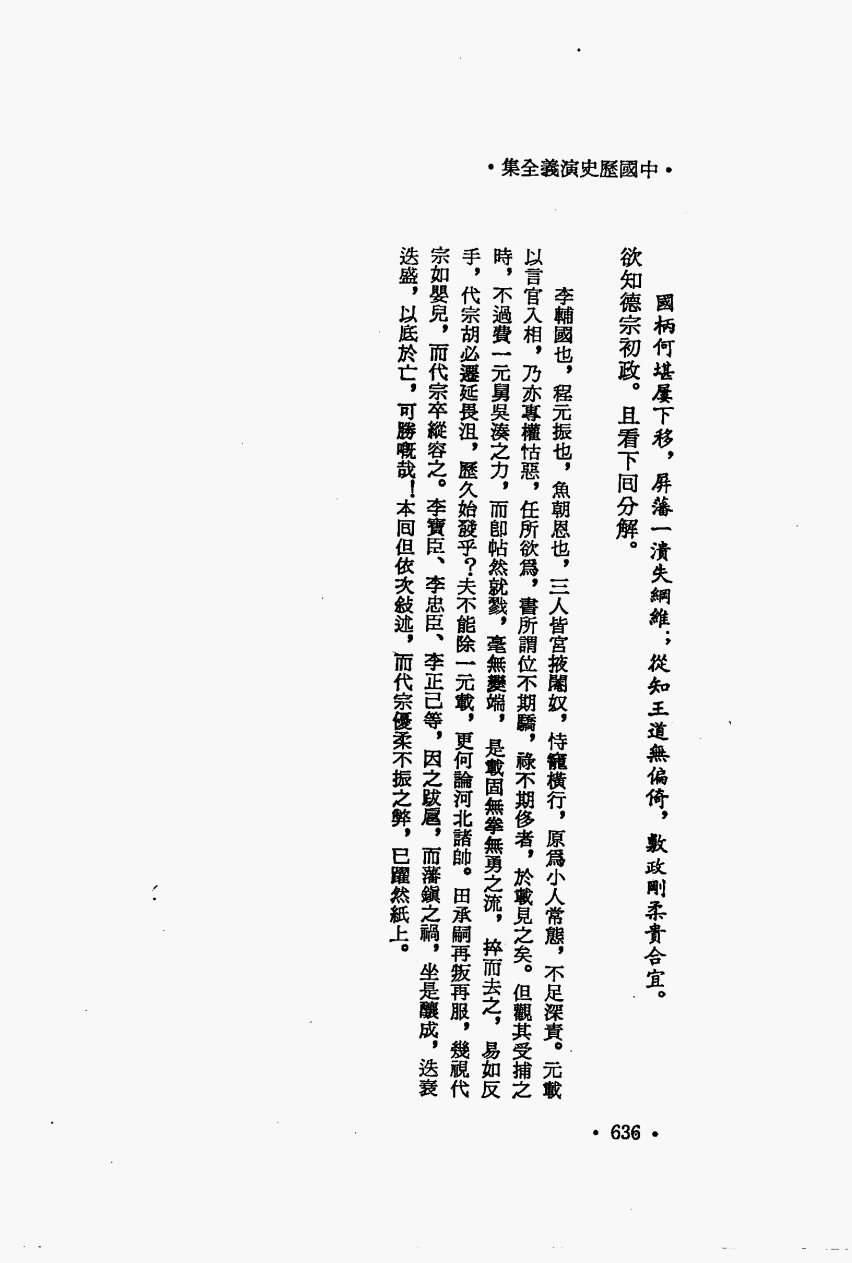 •中國歷史演義全集•
國柄何堪屢下移，屏藩一潰失綱維；從知王道無偏倚，敷政剛柔貴合宜。
欲知德宗初政。且看下回分解。
李輔國也，程元振也，魚朝恩也，三人皆宮掖閹奴，恃寵橫行，原爲小人常態，不足深責。元載
以言官入相，乃亦專權怙惡，任所欲爲，書所謂位不期驕，祿不期侈者，於載見之矣。但觀其受捕之
時，不過費一元舅吳湊之力，而卽帖然就戮，毫無變端，是載固無拳無勇之流，捽而去之，易如反
手，代宗胡必遷延畏沮，歷久始發乎？夫不能除一元載，更何論河北諸帥。田承嗣再叛再服，幾視代
宗如嬰兒，而代宗卒縱容之。李寶臣、李忠臣、李正已等，因之跋扈，而藩鎭之禍，坐是釀成，迭衰
迭盛，以底於亡，可勝嘅哉！本回但依次敍述，而代宗優柔不振之弊，已躍然紙上。
•636•